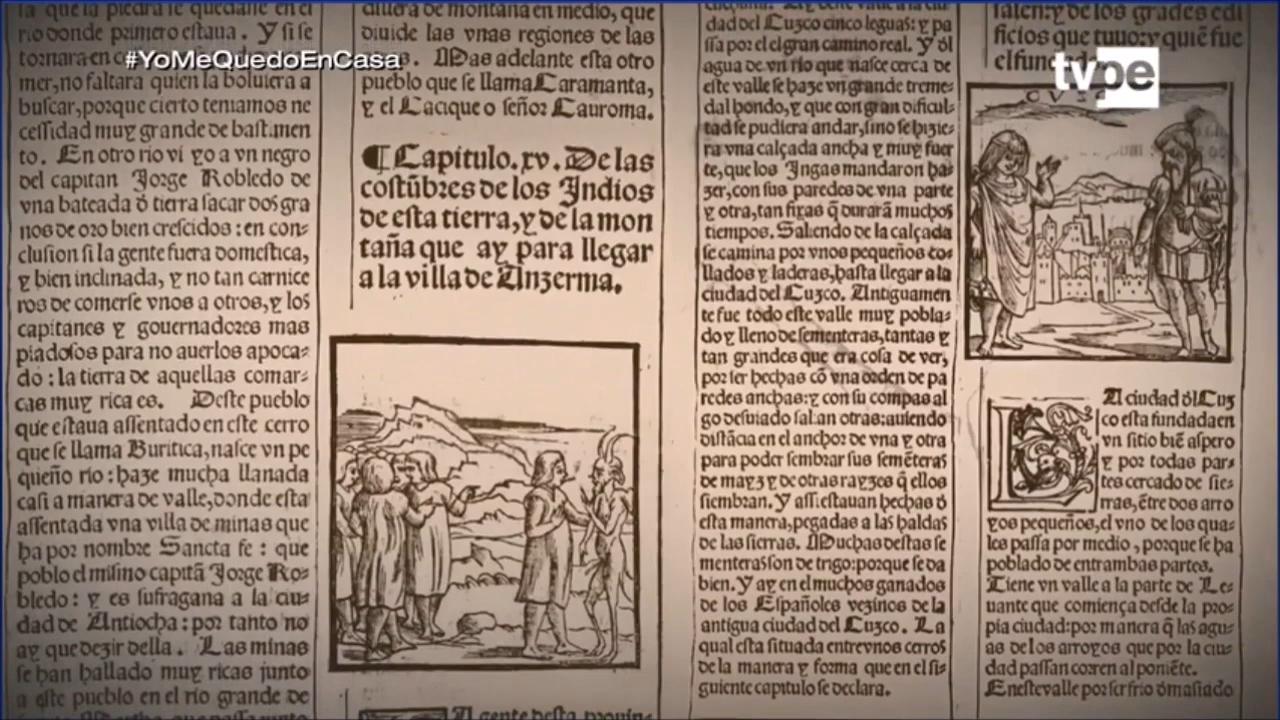 #YoMeQuedoEnCasa
tvpe
la que la piedra se quedaſſe en el
rio donde primero eſtaua. Y ſi ſe
tornara en
mer, no faltara quien la boluiera a
buſcar, porque cierto teniamos ne
ceſſidad muy grande de baſtimen
to. En otro rio vi yo a vn negro
del capitan Jorge Robledo de
vna bateada ð tierra ſacar dos gra
nos de oro bien creſcidos: en con-
cluſion ſi la gente fuera domeſtica,
y bien inclinada, y no tan carnice
ros de comerſe vnos a otros, y los
capitanes y gouernadores mas
piadoſos para no auerlos apoca-
do: la tierra de aquellas comar-
cas muy rica es. Deſte pueblo
que eſtaua aſſentado en eſte cerro
que ſe llama Buritica, naſce vn pe
queño rio: haze mucha llanada
caſi a manera de valle, donde eſta
aſſentada vna villa de minas que
ha por nombre Sancta fe: que
poblo el miſmo capitã Jorge Ro-
bledo: y es ſufragana a la ciu-
dad de Antiocha: por tanto no
ay que dezir della. Las minas
ſe han hallado muy ricas junto
a eſte pueblo en el rio grande de
diuide las vnas regiones de las
Mas adelante eſta otro
pueblo que ſe llama Caramanta,
y el Cacique o ſeñor Cauroma.
¶ Capitulo. xv. De las
coſtũbres de los Indios
de eſta tierra, y de la mon
taña que ay para llegar
a la villa de Anzerma.
A gente deſta prouin-
dad del Cuzco cinco leguas: y pa
ſſa por el el gran camino real. Y ðl
agua de vn rio que naſce cerca de
eſte valle ſe haze vn grande treme-
dal hondo, y que con gran dificul-
tad ſe pudiera andar, ſino ſe hizie-
ra vna calçada ancha y muy fuer
te, que los Ingas mandaron ha-
zer, con ſus paredes de vna parte
y otra, tan fixas q̃ durarã muchos
tiempos. Saliendo de la calçada
ſe camina por vnos pequeños co-
llados y laderas, haſta llegar a la
ciudad del Cuzco. Antiguamen
te fue todo eſte valle muy pobla-
do y lleno de ſementeras, tantas y
tan grandes que era coſa de ver,
por ſer hechas cõ vna orden de pa
redes anchas: y con ſu compas al
go deſuiado ſalian otras: auiendo
diſtãcia en el anchor de vna y otra
para poder ſembrar ſus ſemẽteras
de mayz y de otras rayzes q̃ ellos
ſiembran. Y aſſi eſtauan hechas ð
eſta manera, pegadas a las haldas
de las ſierras. Muchas deſtas ſe
menteras ſon de trigo: porque ſe da
bien. Y ay en el muchos ganados
de los Eſpañoles vezinos de la
antigua ciudad del Cuzco. La
qual eſta ſituada entre vnos cerros
de la manera y forma que en el ſi-
guiente capitulo ſe declara.
ſalen: y de los grãdes edi
ficios que tuuo: y quiẽ fue
el fundador
LA ciudad ðl Cuz
co eſta fundada en
vn ſitio biẽ aſpero
y por todas par-
tes cercado de ſie-
rras, ẽtre dos arro
yos pequeños, el vno de los qua-
les paſſa por medio, porque ſe ha
poblado de entrambas partes.
Tiene vn valle a la parte de Le-
uante que comiença deſde la pro-
pia ciudad: por manera q̃ las agu-
as de los arroyos que por la ciu-
dad paſſan corren al poniẽte.
En eſte valle por ſer frio ðmaſiado